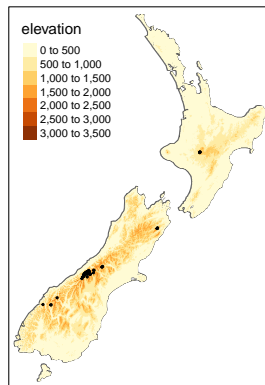 elevation
0 to 500
500 to 1,000
1,000 to 1,500
1,500 to 2,000
2,000 to 2,500
2,500 to 3,000
3,000 to 3,500